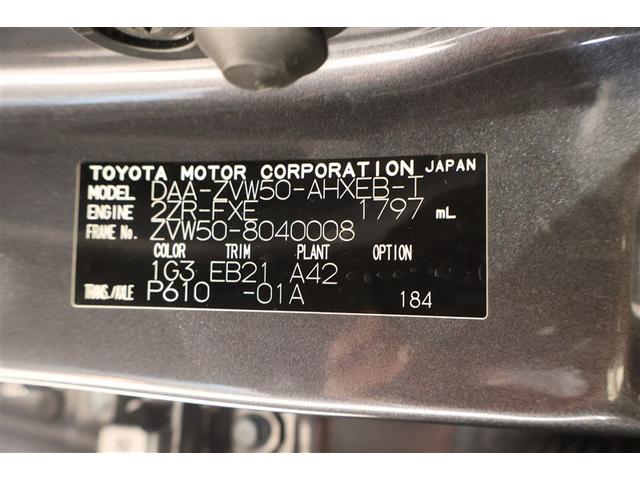 TOYOTA MOTOR CORPORATION JAPAN
MODEL DAA-ZVW50-AHXEB-T
ENGINE 2ZR-FXE 1797 mL
FRAME No. ZVW50-8040008
COLOR TRIM PLANT OPTION
1G3 EB21 A42
TRANS./AXLE P610 -01A 184